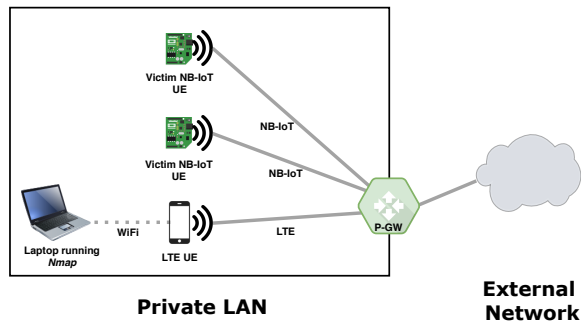 Victim NB-IoT
UE
NB-IoT
Victim NB-IoT
UE
NB-IoT
WiFi
LTE
P-GW
Laptop running
Nmap
LTE UE
Private LAN
External
Network